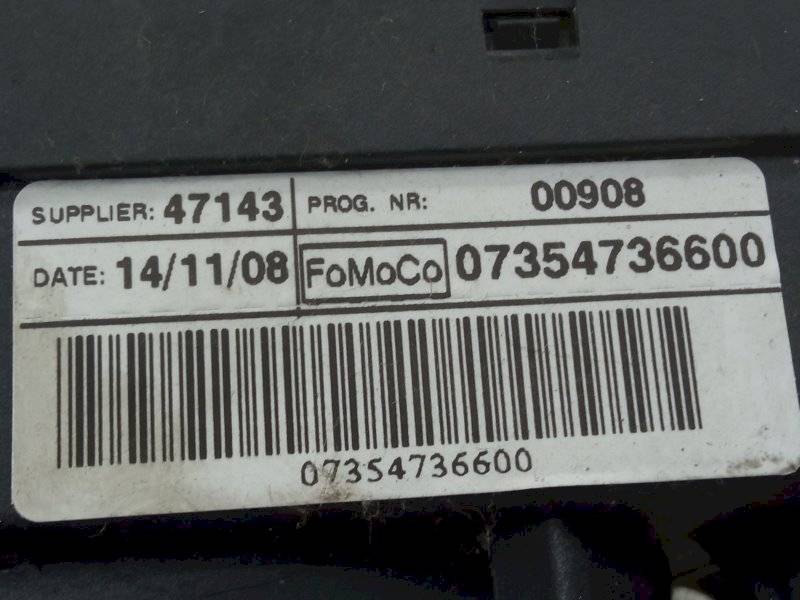 SUPPLIER: 47143 PROG. NR: 00908
DATE: 14/11/08 FoMoCo 07354736600
07354736600